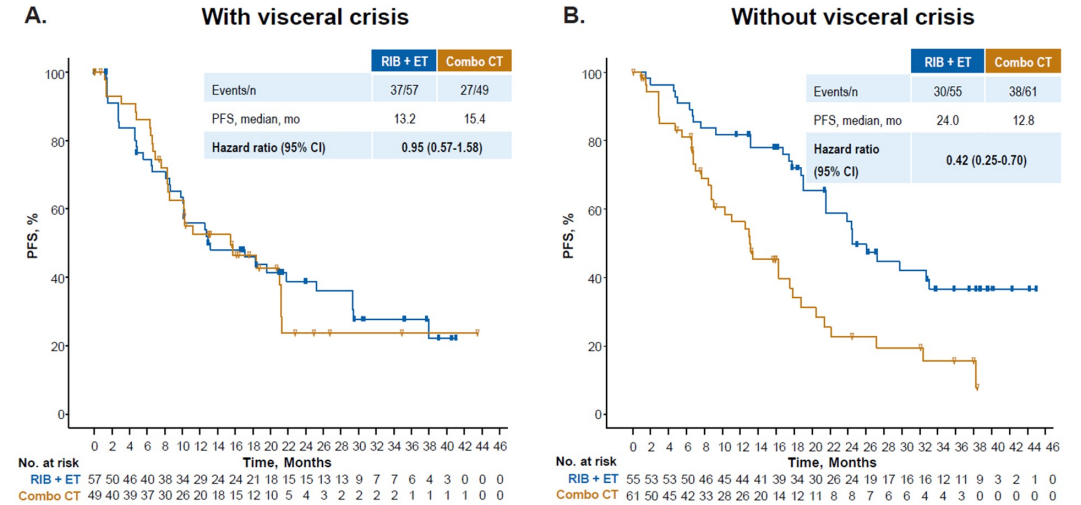 A.
With visceral crisis
RIB + ET Combo CT
Events/n 37/57 27/49
PFS, median, mo 13.2 15.4
Hazard ratio (95% CI) 0.95 (0.57-1.58)
PFS, %
100
80
60
40
20
0
0 2 4 6 8 10 12 14 16 18 20 22 24 26 28 30 32 34 36 38 40 42 44 46
Time, Months
No. at risk
RIB + ET 57 50 46 40 38 34 29 24 24 21 18 15 15 13 13 9 7 7 6 4 3 0 0 0
Combo CT 49 40 39 37 30 26 20 18 15 12 10 5 4 3 2 2 2 2 1 1 1 1 0 0
B.
Without visceral crisis
RIB + ET Combo CT
Events/n 30/55 38/61
PFS, median, mo 24.0 12.8
Hazard ratio
(95% CI)
0.42 (0.25-0.70)
PFS, %
100
80
60
40
20
0
0 2 4 6 8 10 12 14 16 18 20 22 24 26 28 30 32 34 36 38 40 42 44 46
Time, Months
No. at risk
RIB + ET 55 53 53 50 46 45 44 41 39 34 30 26 24 19 17 16 16 12 11 9 3 2 1 0
Combo CT 61 50 45 42 33 28 26 20 14 12 11 8 8 7 6 6 4 4 3 0 0 0 0 0